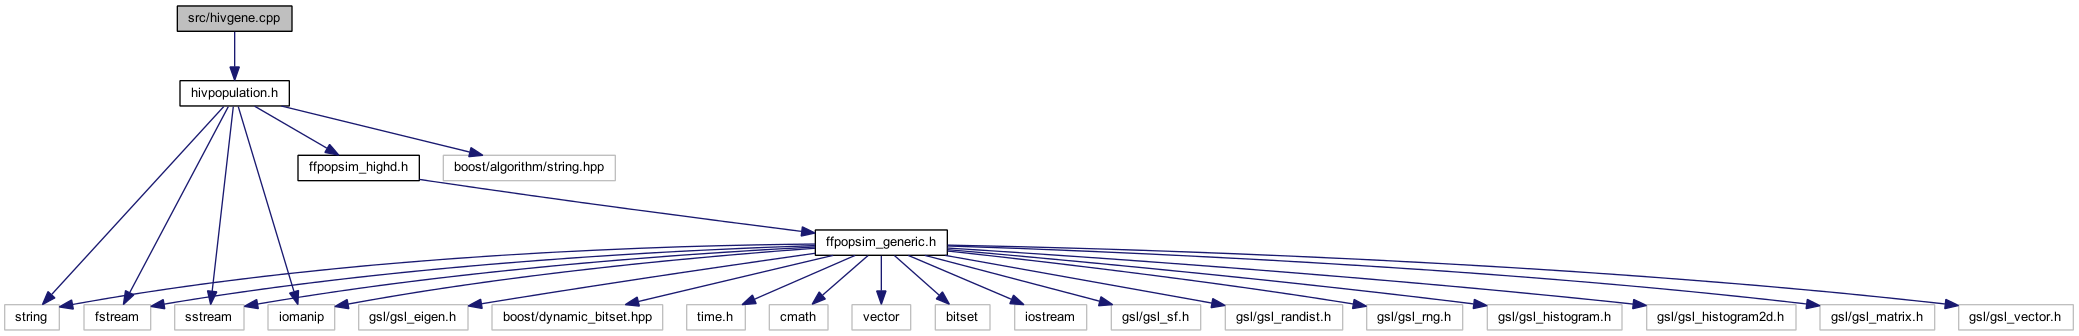 src/hivgene.cpp
hivpopulation.h
ffpopsim_highd.h
boost/algorithm/string.hpp
ffpopsim_generic.h
string
fstream
sstream
iomanip
gsl/gsl_eigen.h
boost/dynamic_bitset.hpp
time.h
cmath
vector
bitset
iostream
gsl/gsl_sf.h
gsl/gsl_randist.h
gsl/gsl_rng.h
gsl/gsl_histogram.h
gsl/gsl_histogram2d.h
gsl/gsl_matrix.h
gsl/gsl_vector.h